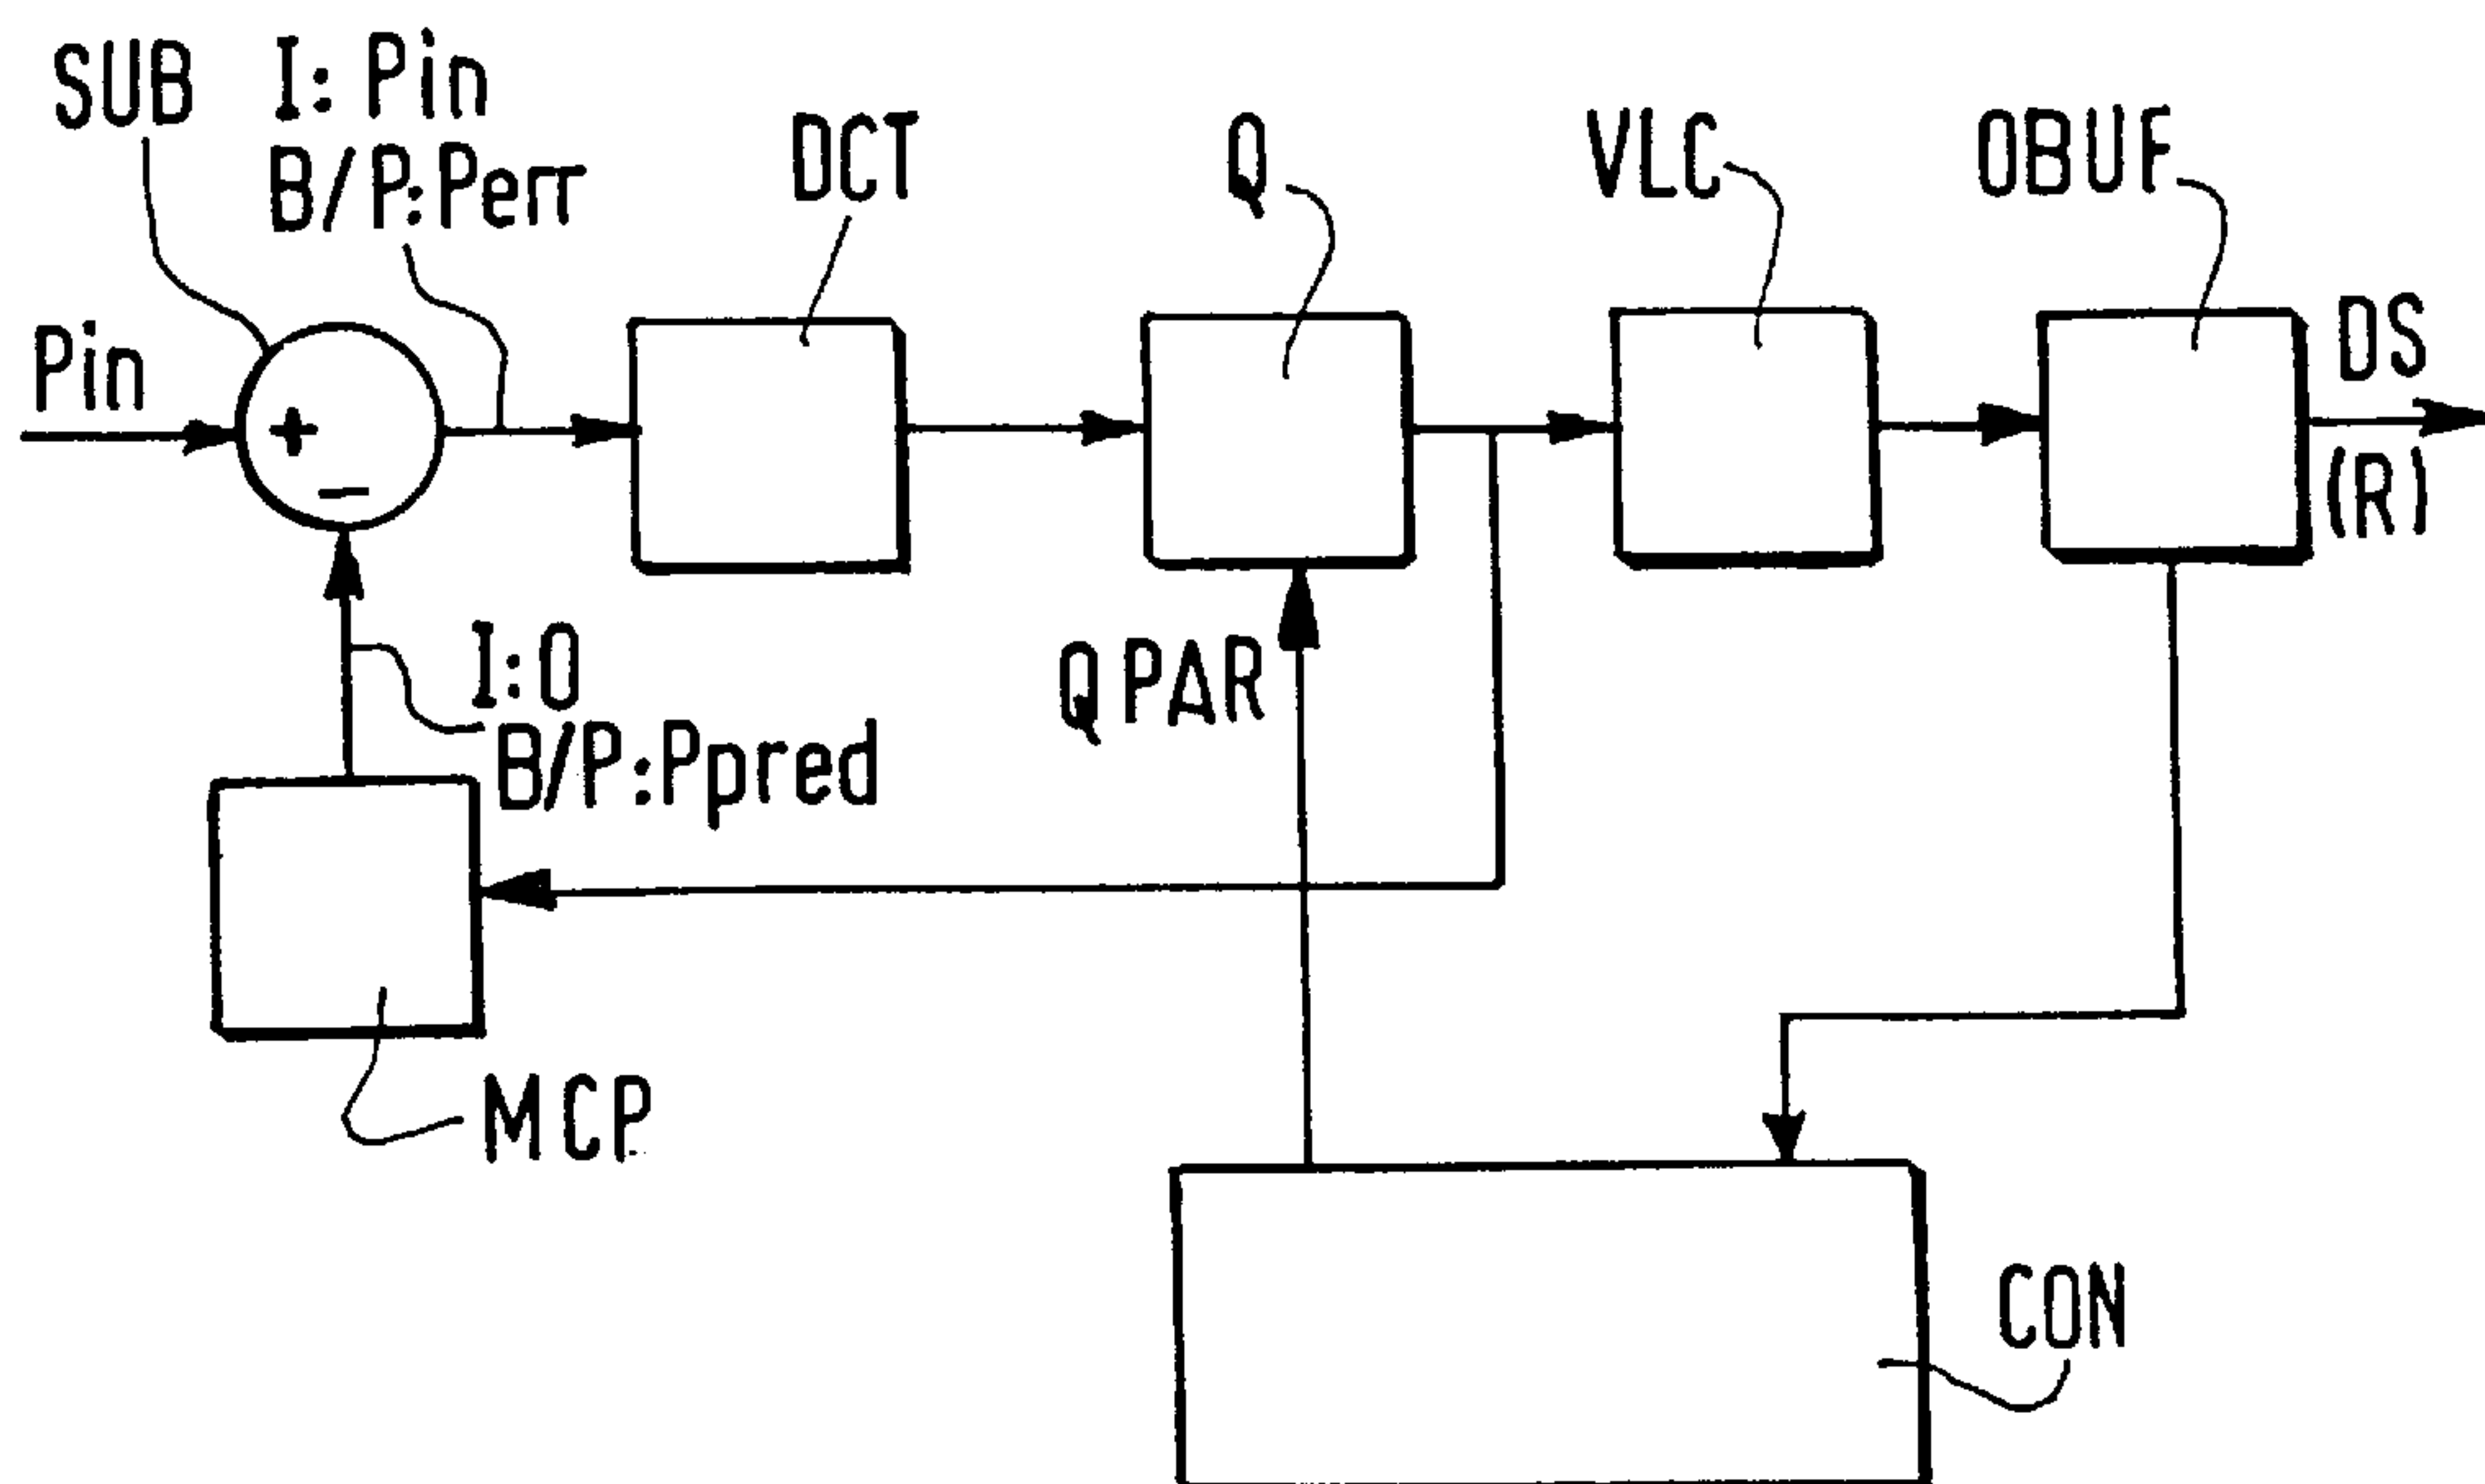 SUB
I: Pin
B/P:Perr
DCT
Q
VLC
OBUF
Pin
+
−
DS
(R)
I:0
B/P:Ppred
QPAR
MCP
CON